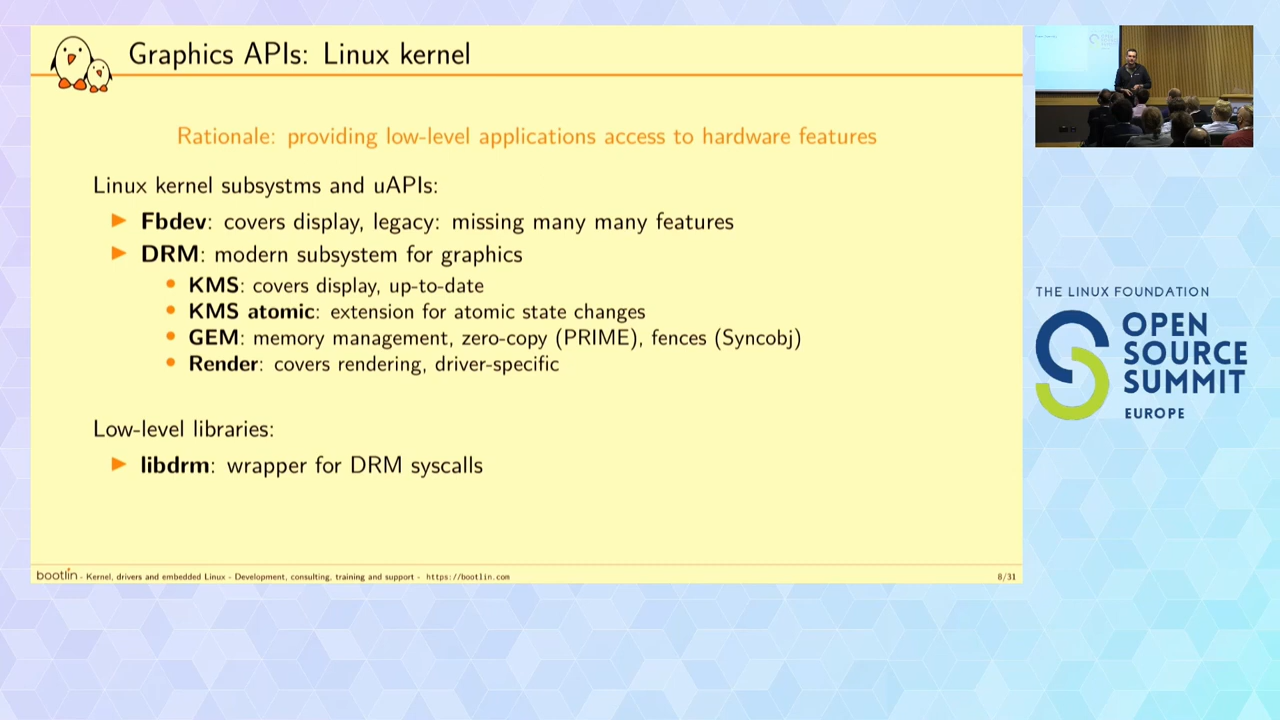 Graphics APIs: Linux kernel
Rationale: providing low-level applications access to hardware features
Linux kernel subsystms and uAPIs:
Fbdev: covers display, legacy: missing many many features
DRM: modern subsystem for graphics
KMS: covers display, up-to-date
KMS atomic: extension for atomic state changes
GEM: memory management, zero-copy (PRIME), fences (Syncobj)
Render: covers rendering, driver-specific
Low-level libraries:
libdrm: wrapper for DRM syscalls
bootlin - Kernel, drivers and embedded Linux - Development, consulting, training and support - https://bootlin.com
8/31
THE LINUX FOUNDATION
OPEN
SOURCE
SUMMIT
EUROPE